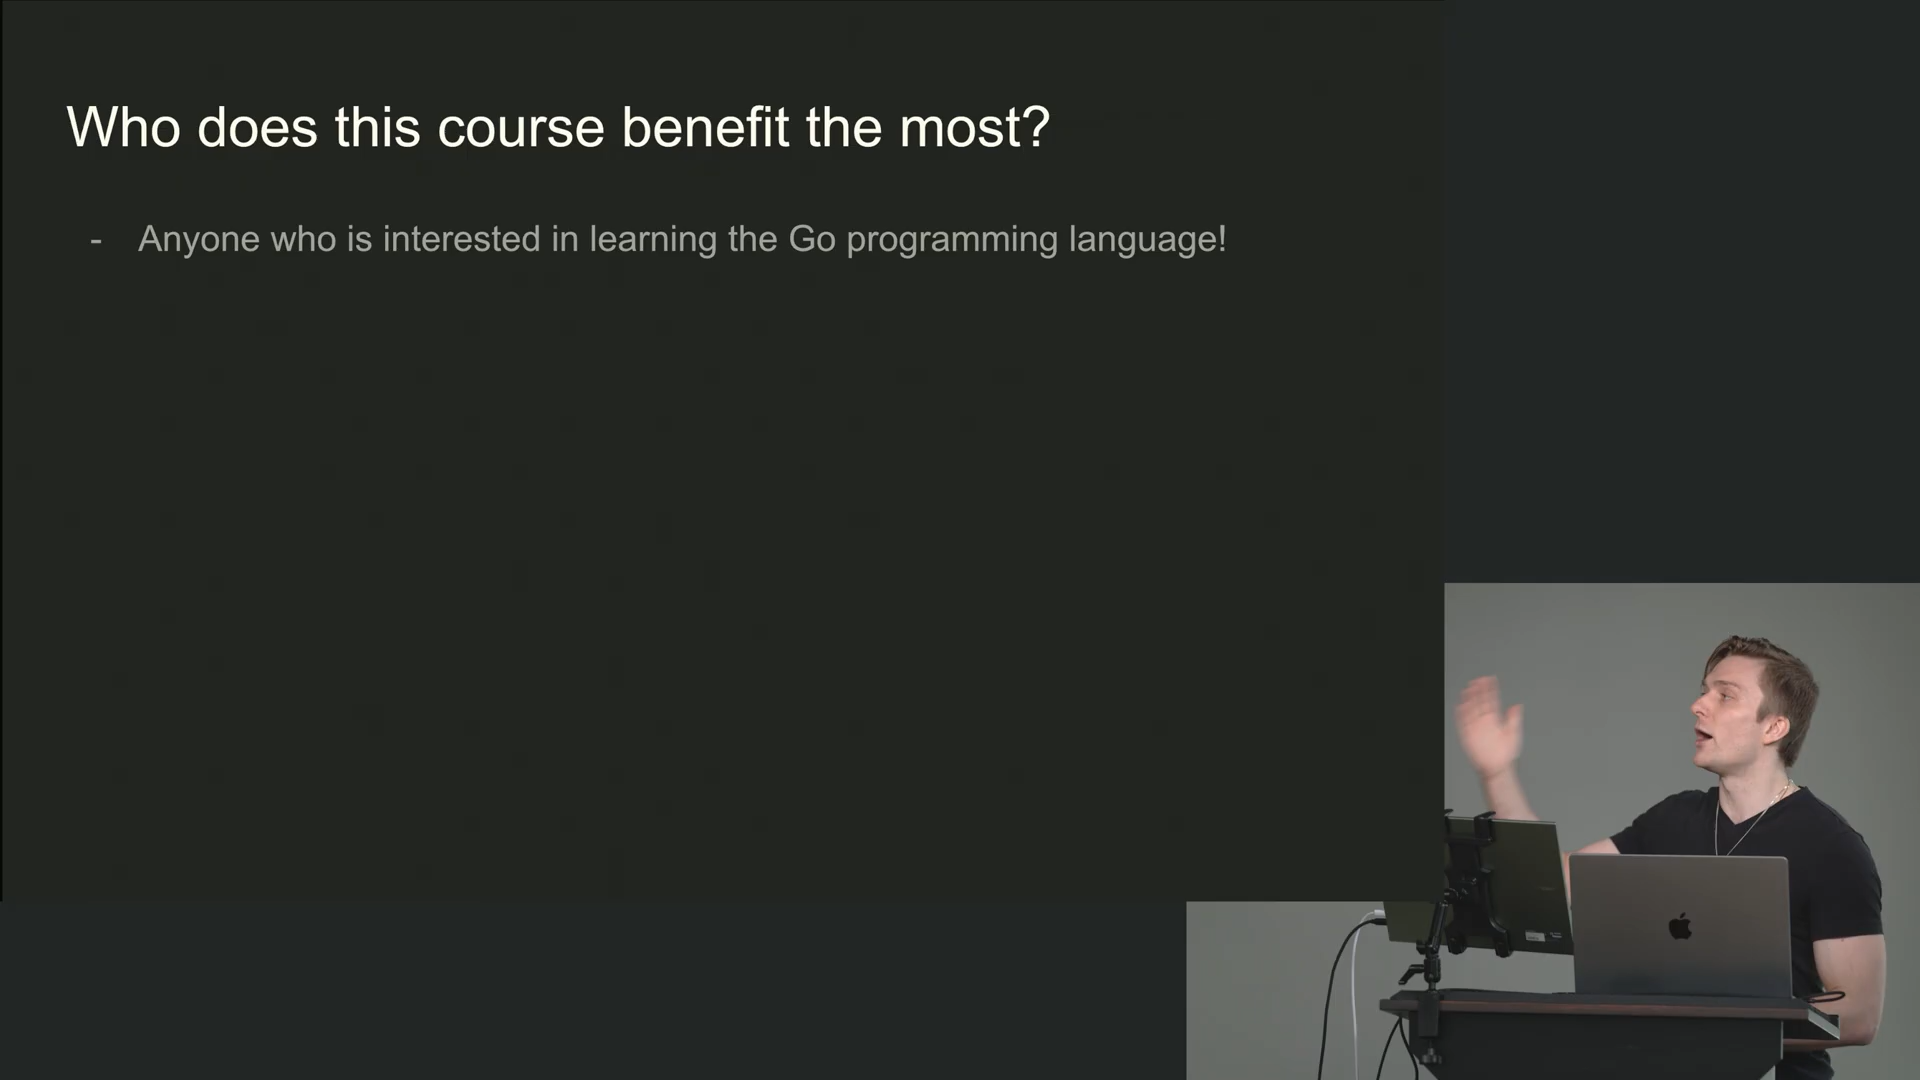 Who does this course benefit the most?
- Anyone who is interested in learning the Go programming language!